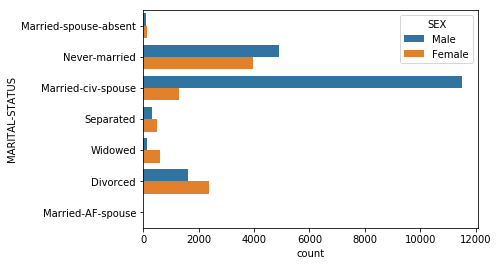 SEX
Male
Female
MARITAL-STATUS
Married-spouse-absent
Never-married
Married-civ-spouse
Separated
Widowed
Divorced
Married-AF-spouse
0 2000 4000 6000 8000 10000 12000
count